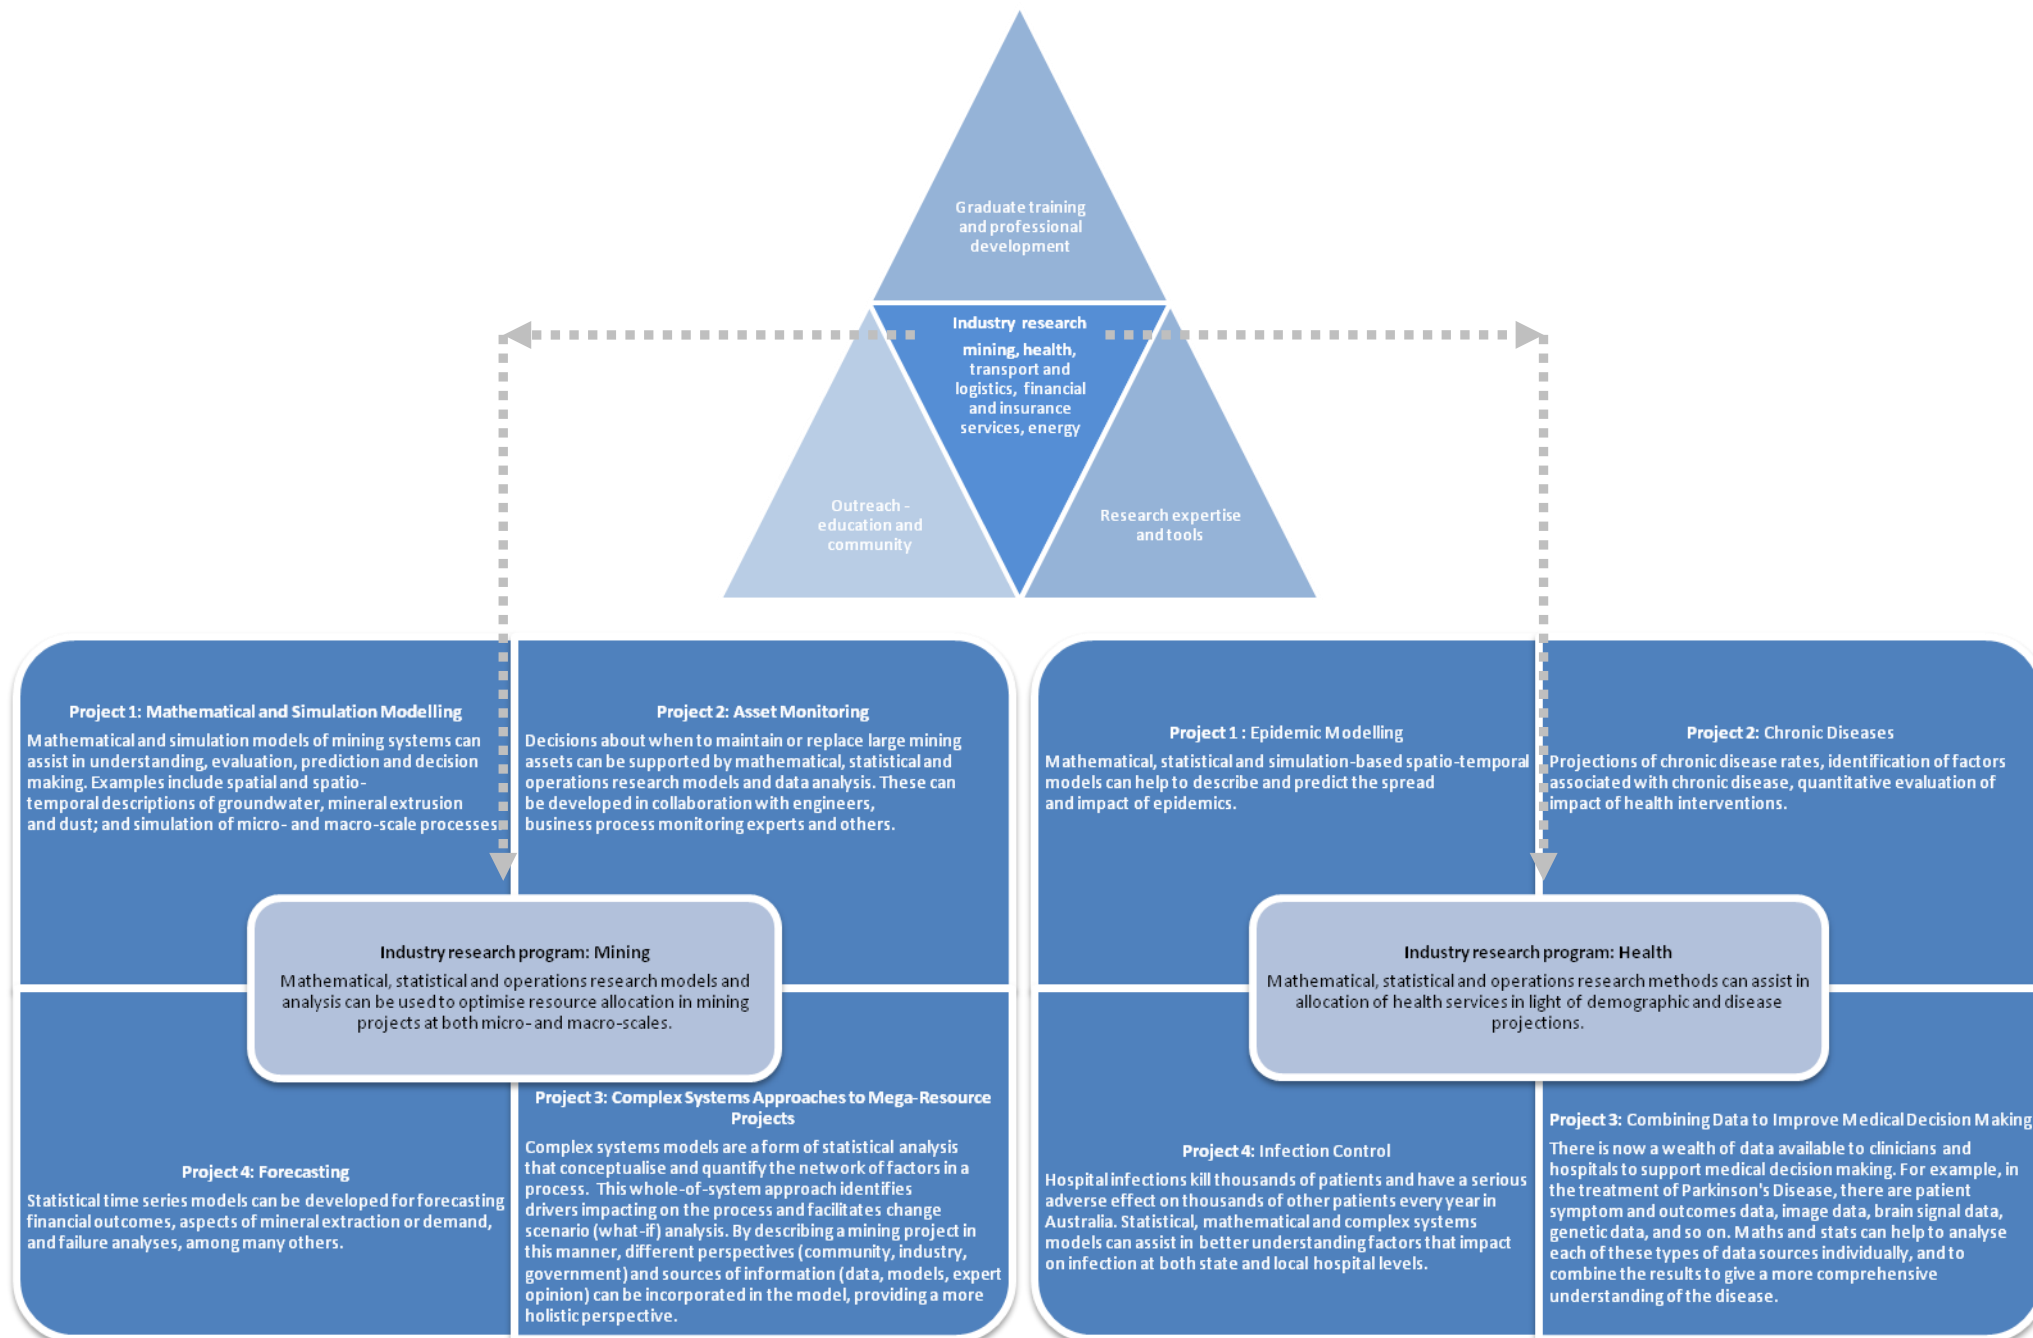 Graduate training
and professional
development
Industry research
mining, health,
transport and
logistics, financial
and insurance
services, energy
Outreach -
education and
community
Research expertise
and tools
Project 1: Mathematical and Simulation Modelling
Mathematical and simulation models of mining systems can
assist in understanding, evaluation, prediction and decision
making. Examples include spatial and spatio-
temporal descriptions of groundwater, mineral extrusion
and dust; and simulation of micro- and macro-scale processes
Project 2: Asset Monitoring
Decisions about when to maintain or replace large mining
assets can be supported by mathematical, statistical and
operations research models and data analysis. These can
be developed in collaboration with engineers,
business process monitoring experts and others.
Industry research program: Mining
Mathematical, statistical and operations research models and
analysis can be used to optimise resource allocation in mining
projects at both micro- and macro-scales.
Project 4: Forecasting
Statistical time series models can be developed for forecasting
financial outcomes, aspects of mineral extraction or demand,
and failure analyses, among many others.
Project 3: Complex Systems Approaches to Mega-Resource
Projects
Complex systems models are a form of statistical analysis
that conceptualise and quantify the network of factors in a
process. This whole-of-system approach identifies
drivers impacting on the process and facilitates change
scenario (what-if) analysis. By describing a mining project in
this manner, different perspectives (community, industry,
government) and sources of information (data, models, expert
opinion) can be incorporated in the model, providing a more
holistic perspective.
Project 1 : Epidemic Modelling
Mathematical, statistical and simulation-based spatio-temporal
models can help to describe and predict the spread
and impact of epidemics.
Project 2: Chronic Diseases
Projections of chronic disease rates, identification of factors
associated with chronic disease, quantitative evaluation of
impact of health interventions.
Industry research program: Health
Mathematical, statistical and operations research methods can assist in
allocation of health services in light of demographic and disease
projections.
Project 4: Infection Control
Hospital infections kill thousands of patients and have a serious
adverse effect on thousands of other patients every year in
Australia. Statistical, mathematical and complex systems
models can assist in better understanding factors that impact
on infection at both state and local hospital levels.
Project 3: Combining Data to Improve Medical Decision Making
There is now a wealth of data available to clinicians and
hospitals to support medical decision making. For example, in
the treatment of Parkinson's Disease, there are patient
symptom and outcomes data, image data, brain signal data,
genetic data, and so on. Maths and stats can help to analyse
each of these types of data sources individually, and to
combine the results to give a more comprehensive
understanding of the disease.